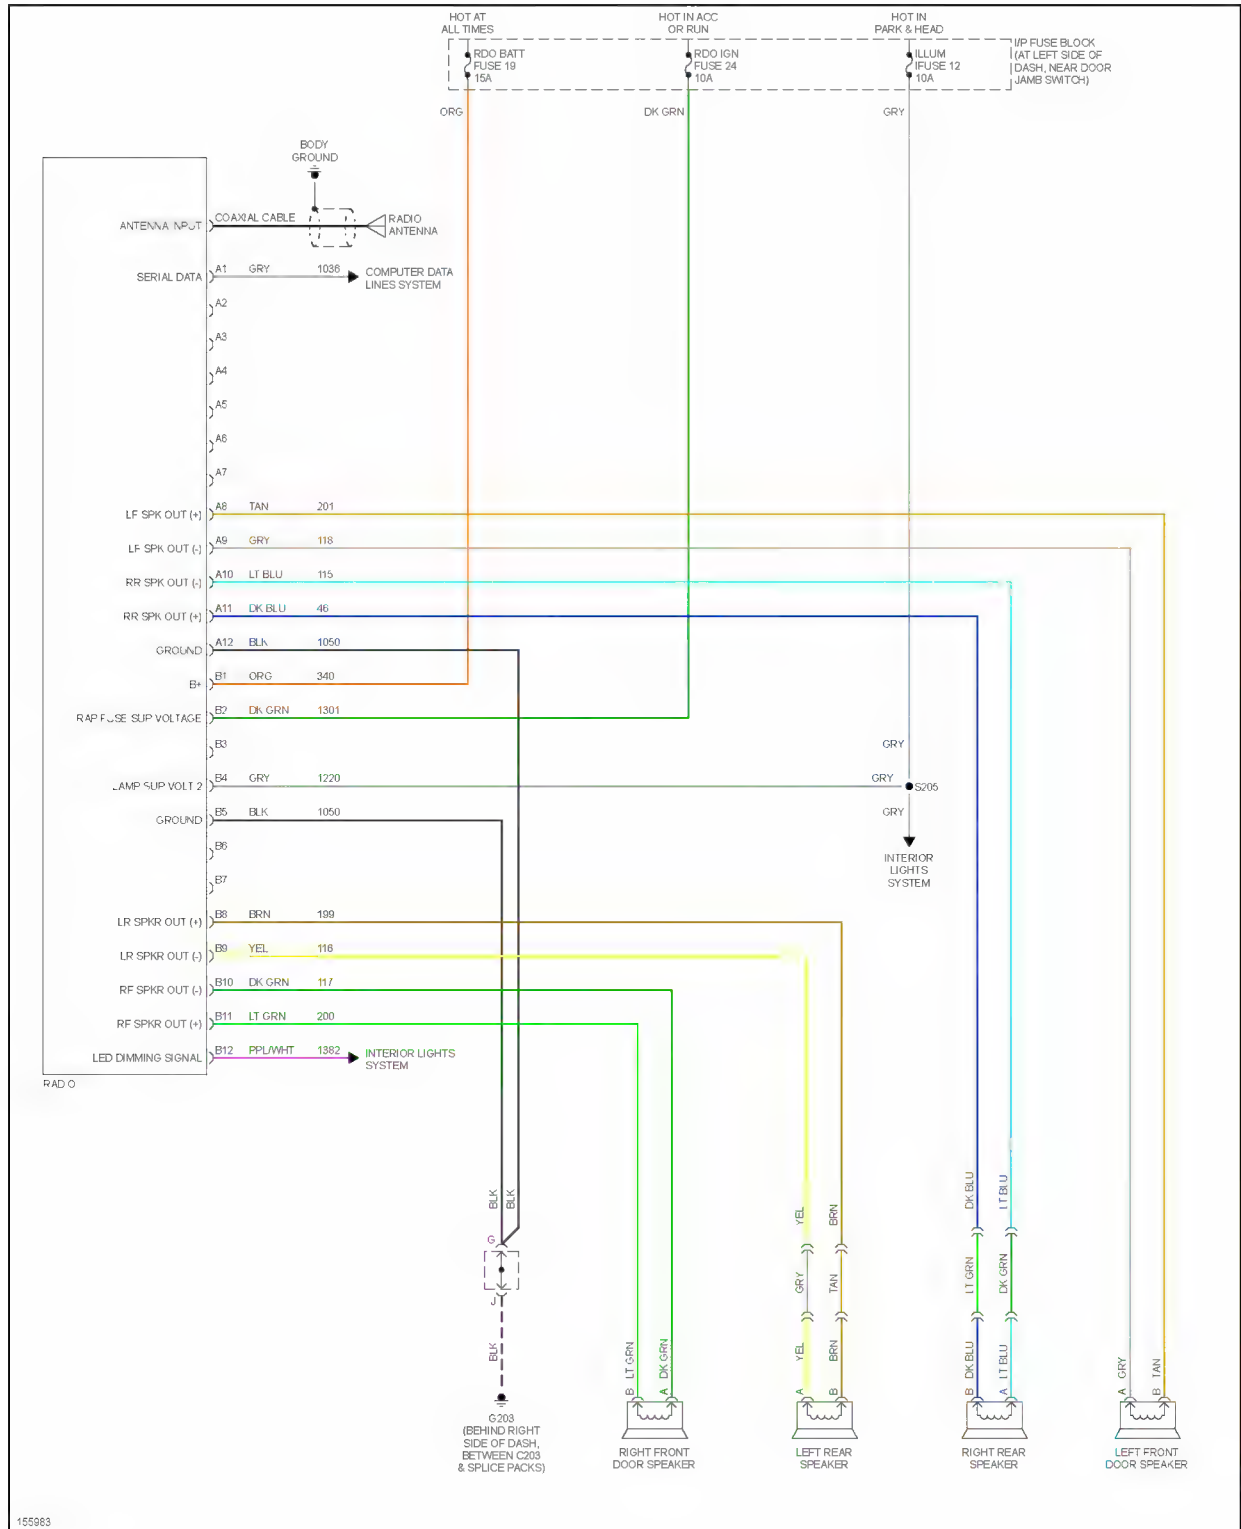 HOT AT
ALL TIMES
HOT IN ACC
OR RUN
HOT IN
PARK & HEAD
RDO BATT
FUSE 19
15A
RDO IGN
FUSE 24
10A
ILLUM
IFUSE 12
10A
I/P FUSE BLOCK
(AT LEFT SIDE OF
DASH, NEAR DOOR
JAMB SWITCH)
ORG
DK GRN
GRY
BODY
GROUND
ANTENNA INPUT
COAXIAL CABLE
RADIO
ANTENNA
SERIAL DATA
A1 GRY 1036
COMPUTER DATA
LINES SYSTEM
A2
A3
A4
A5
A6
A7
LF SPK OUT (+) A8 TAN 201
LF SPK OUT (-) A9 GRY 118
RR SPK OUT (-) A10 LT BLU 115
RR SPK OUT (+) A11 DK BLU 46
GROUND A12 BLK 1050
B+ B1 ORG 340
RAP FUSE SUP VOLTAGE B2 DK GRN 1301
B3
GRY
LAMP SUP VOLT 2 B4 GRY 1220
GRY
S205
GROUND B5 BLK 1050
GRY
B6
B7
INTERIOR
LIGHTS
SYSTEM
LR SPKR OUT (+) B8 BRN 199
LR SPKR OUT (-) B9 YEL 116
RF SPKR OUT (-) B10 DK GRN 117
RF SPKR OUT (+) B11 LT GRN 200
LED DIMMING SIGNAL B12 PPL/WHT 1382
INTERIOR LIGHTS
SYSTEM
RADIO
BLK
BLK
YEL
BRN
DK BLU
LT BLU
G
J
GRY
TAN
LT GRN
DK GRN
BLK
B LT GRN
A DK GRN
A YEL
B BRN
B DK BLU
A LT BLU
A GRY
B TAN
G203
(BEHIND RIGHT
SIDE OF DASH,
BETWEEN C203
& SPLICE PACKS)
RIGHT FRONT
DOOR SPEAKER
LEFT REAR
SPEAKER
RIGHT REAR
SPEAKER
LEFT FRONT
DOOR SPEAKER
155983